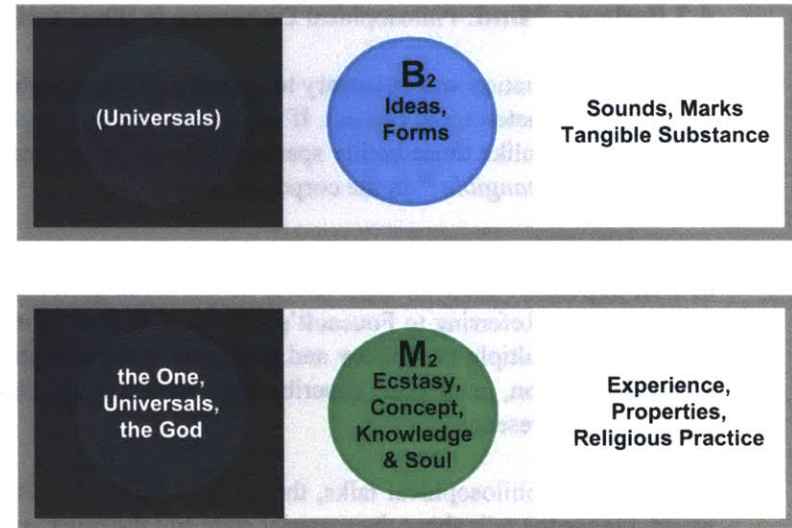 (Universals)
B2
Ideas,
Forms
Sounds, Marks
Tangible Substance
the One,
Universals,
the God
M2
Ecstasy,
Concept,
Knowledge
& Soul
Experience,
Properties,
Religious Practice